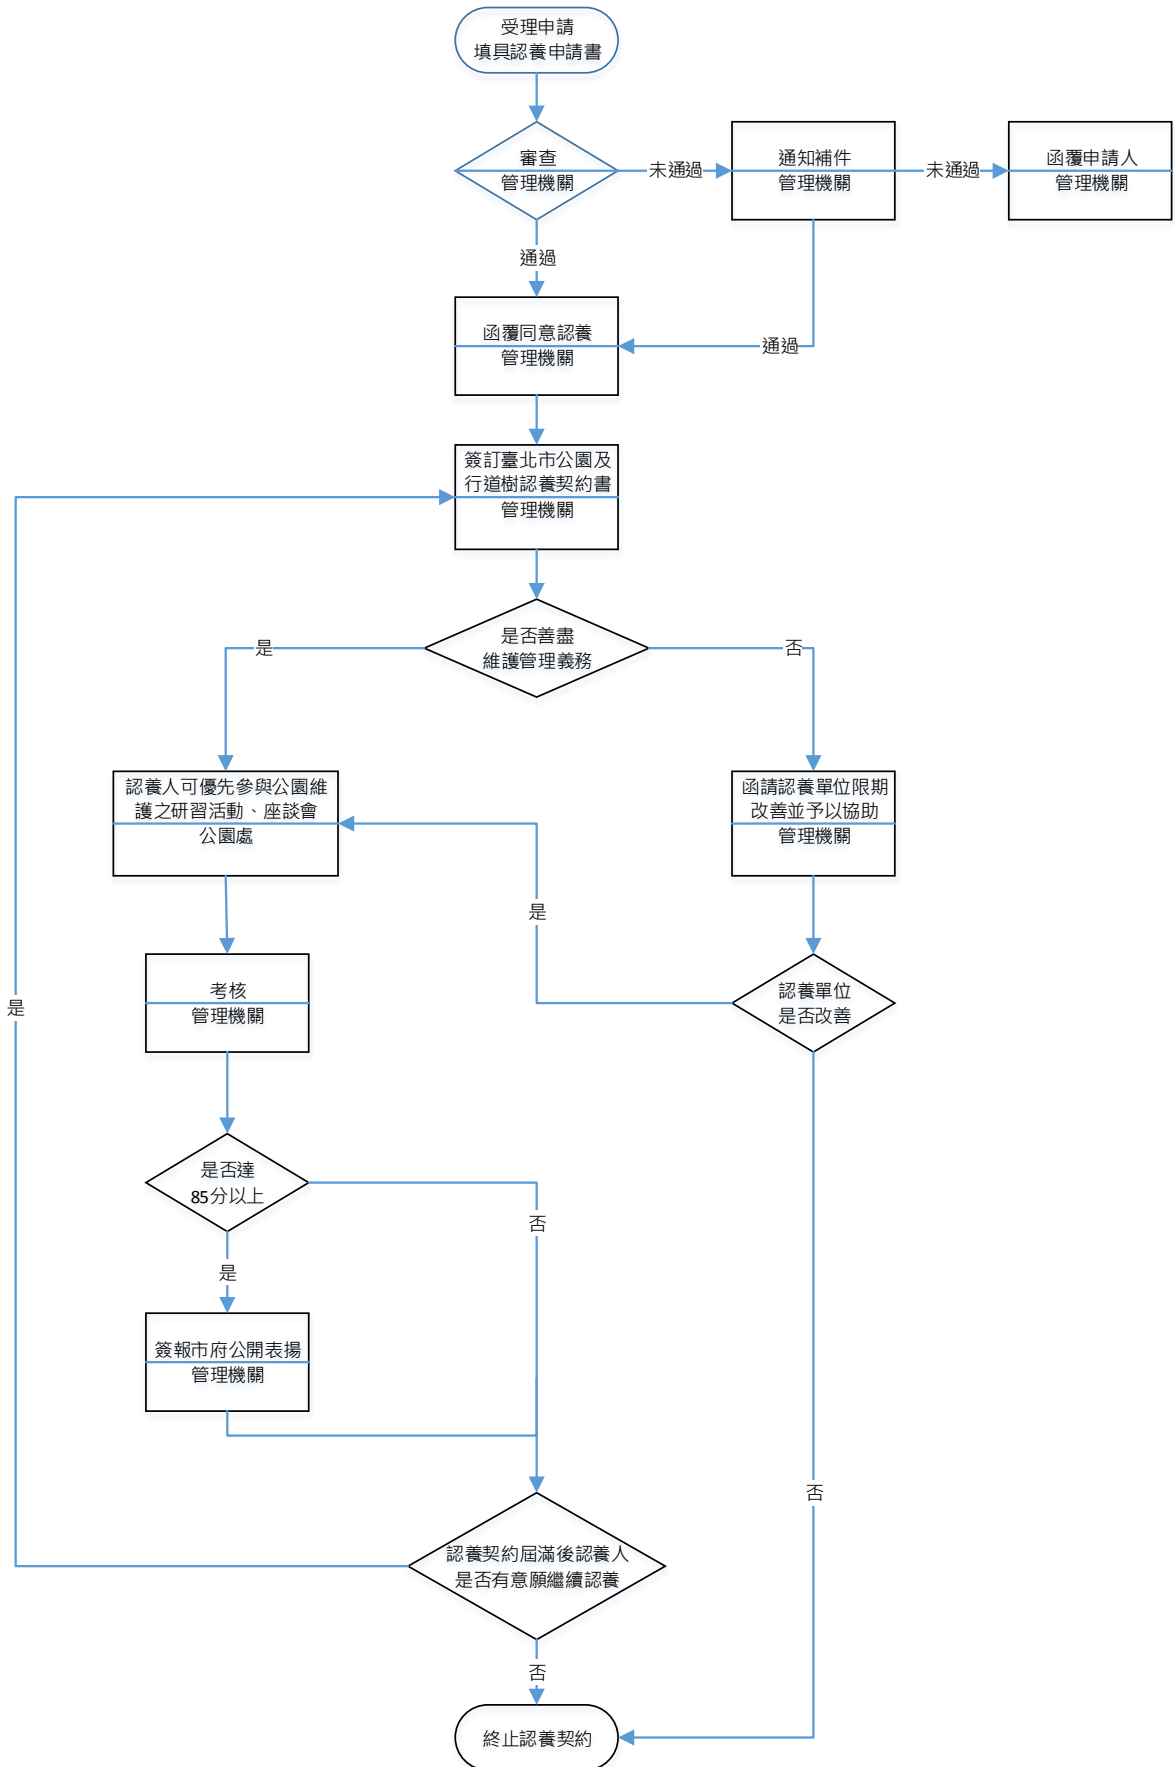 受理申請
填具認養申請書
審查
管理機關
未通過
通知補件
管理機關
未通過
函覆申請人
管理機關
通過
函覆同意認養
管理機關
通過
簽訂臺北市公園及
行道樹認養契約書
管理機關
是否善盡
維護管理義務
是
否
認養人可優先參與公園維
護之研習活動、座談會
公園處
函請認養單位限期
改善並予以協助
管理機關
是
考核
管理機關
認養單位
是否改善
是
是否達
85分以上
否
是
簽報市府公開表揚
管理機關
否
認養契約屆滿後認養人
是否有意願繼續認養
否
終止認養契約